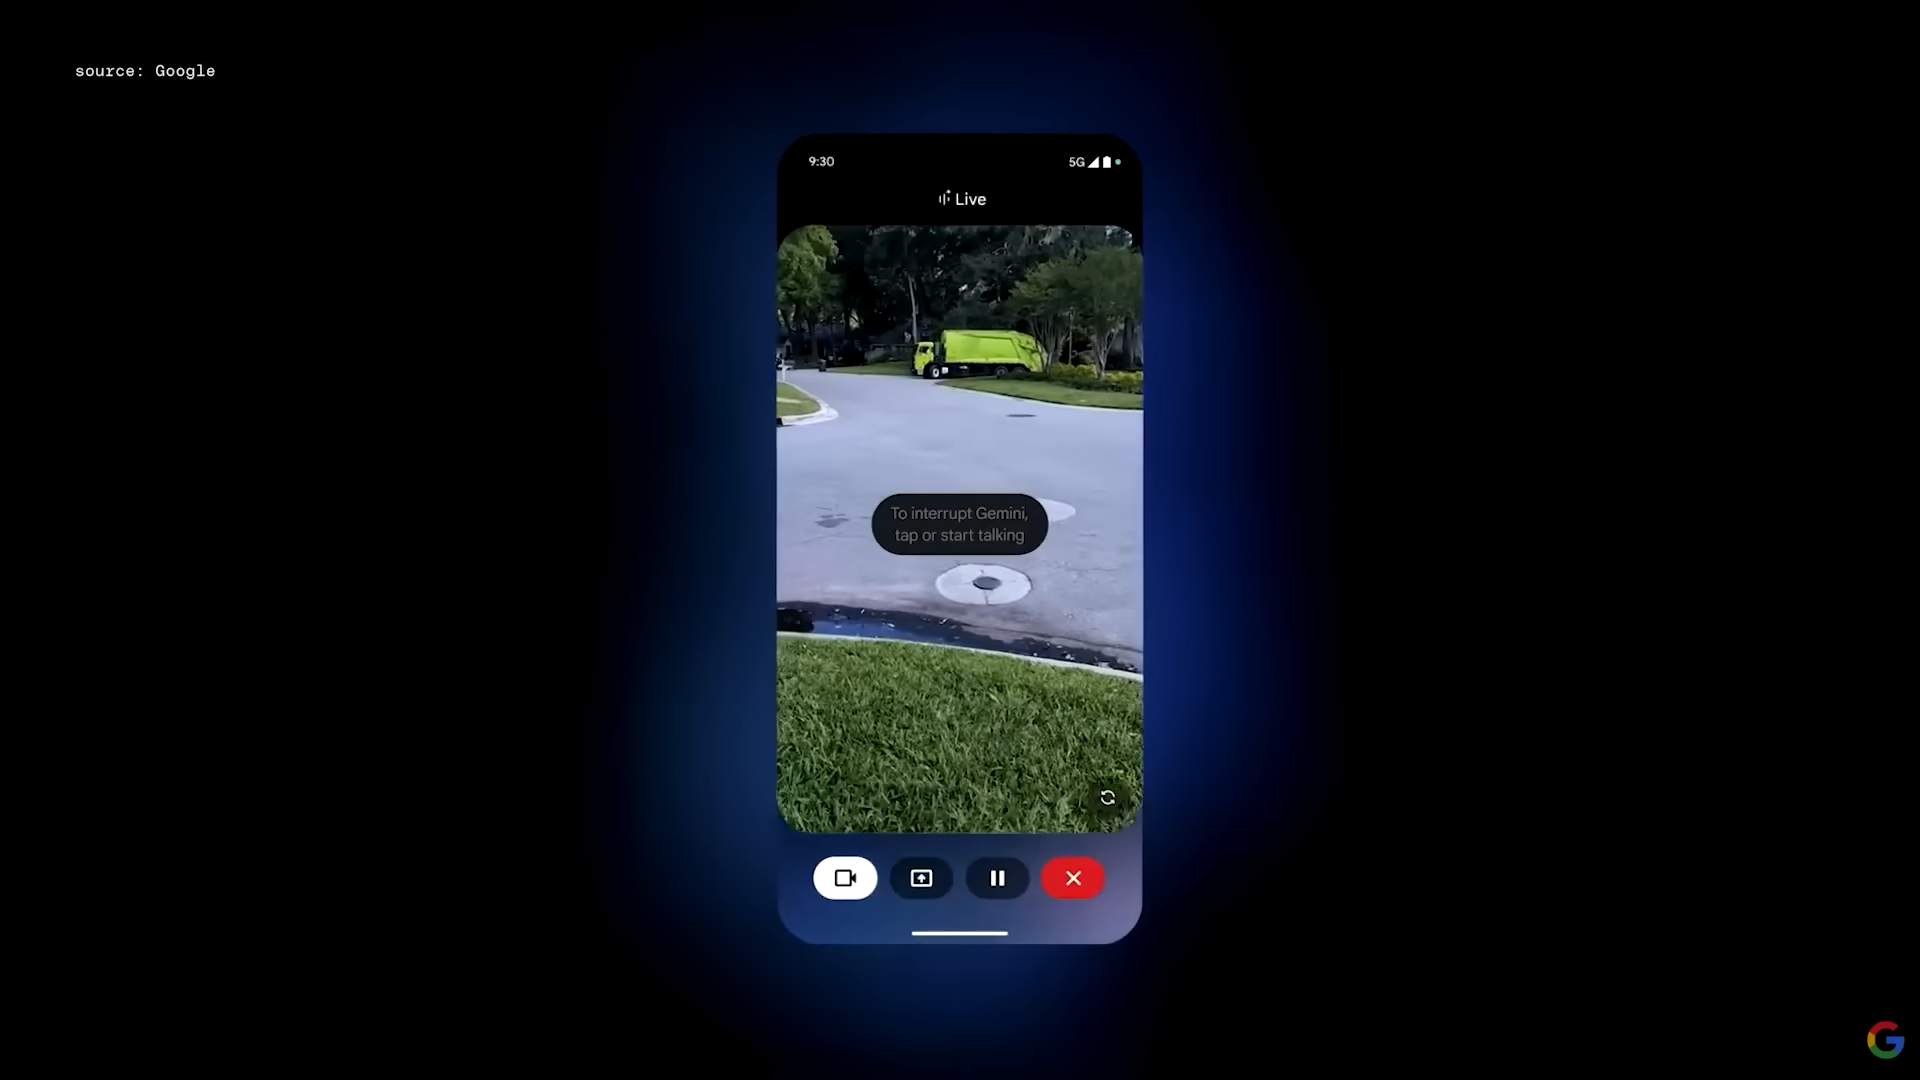 source: Google
9:30
5G
Live
To interrupt Gemini,
tap or start talking